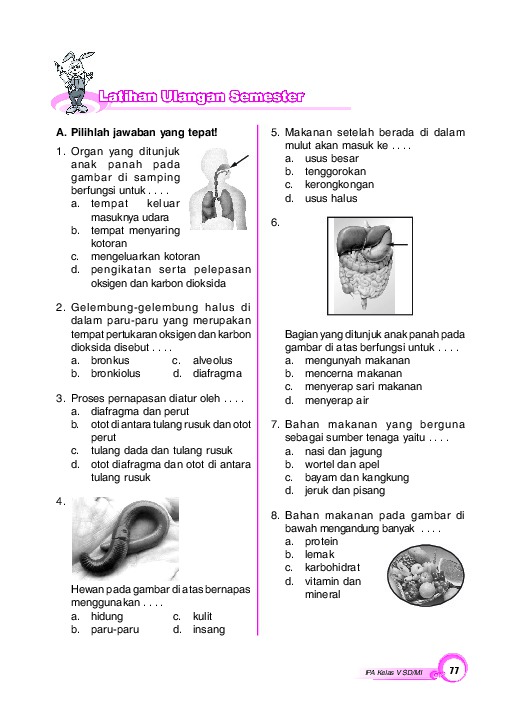 Latihan Ulangan Semester
A. Pilihlah jawaban yang tepat!
1. Organ yang ditunjuk
anak panah pada
gambar di samping
berfungsi untuk . . . .
a. tempat keluar
masuknya udara
b. tempat menyaring
kotoran
c. mengeluarkan kotoran
d. pengikatan serta pelepasan
oksigen dan karbon dioksida
2. Gelembung-gelembung halus di
dalam paru-paru yang merupakan
tempat pertukaran oksigen dan karbon
dioksida disebut . . . .
a. bronkus c. alveolus
b. bronkiolus d. diafragma
3. Proses pernapasan diatur oleh . . . .
a. diafragma dan perut
b. otot di antara tulang rusuk dan otot
perut
c. tulang dada dan tulang rusuk
d. otot diafragma dan otot di antara
tulang rusuk
4.
Hewan pada gambar di atas bernapas
menggunakan . . . .
a. hidung c. kulit
b. paru-paru d. insang
5. Makanan setelah berada di dalam
mulut akan masuk ke . . . .
a. usus besar
b. tenggorokan
c. kerongkongan
d. usus halus
6.
Bagian yang ditunjuk anak panah pada
gambar di atas berfungsi untuk . . . .
a. mengunyah makanan
b. mencerna makanan
c. menyerap sari makanan
d. menyerap air
7. Bahan makanan yang berguna
sebagai sumber tenaga yaitu . . . .
a. nasi dan jagung
b. wortel dan apel
c. bayam dan kangkung
d. jeruk dan pisang
8. Bahan makanan pada gambar di
bawah mengandung banyak . . . .
a. protein
b. lemak
c. karbohidrat
d. vitamin dan
mineral
IPA Kelas V SD/MI 77